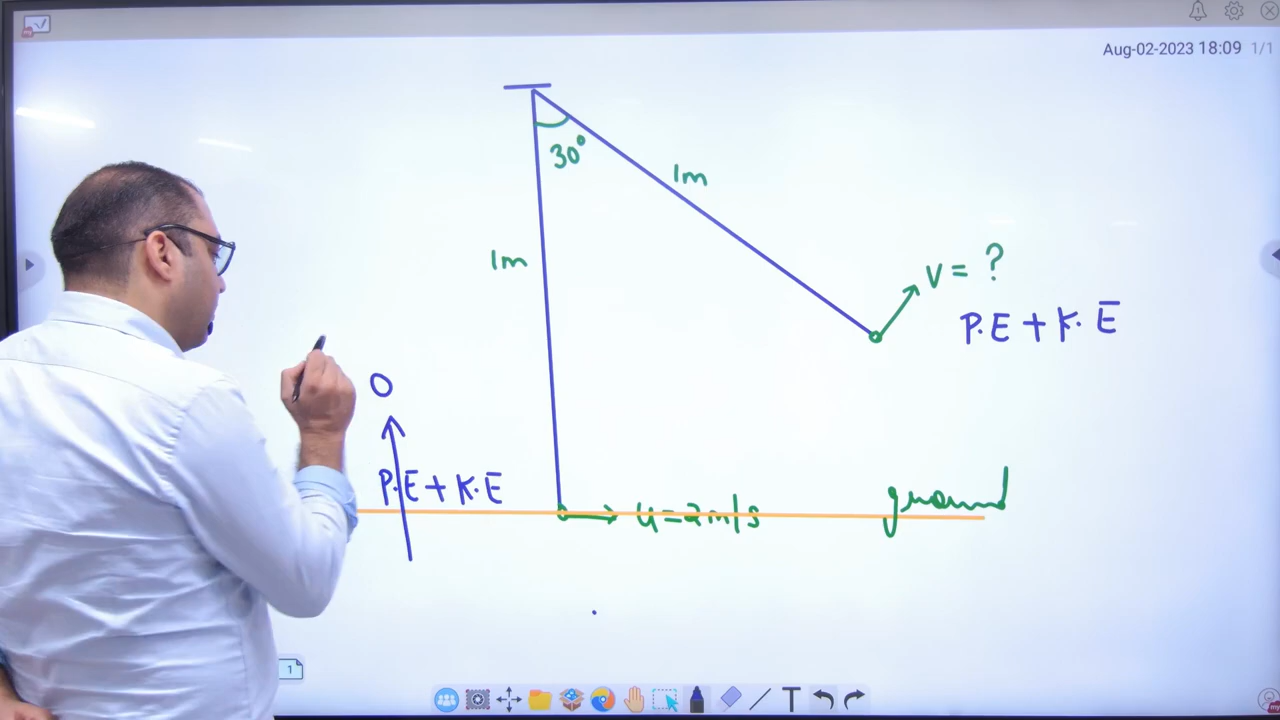 Aug-02-2023 18:09 1/1
30°
1m
1m
V = ?
P.E + K.E
0
P.E + K.E
u = 2m/s
ground
1
T